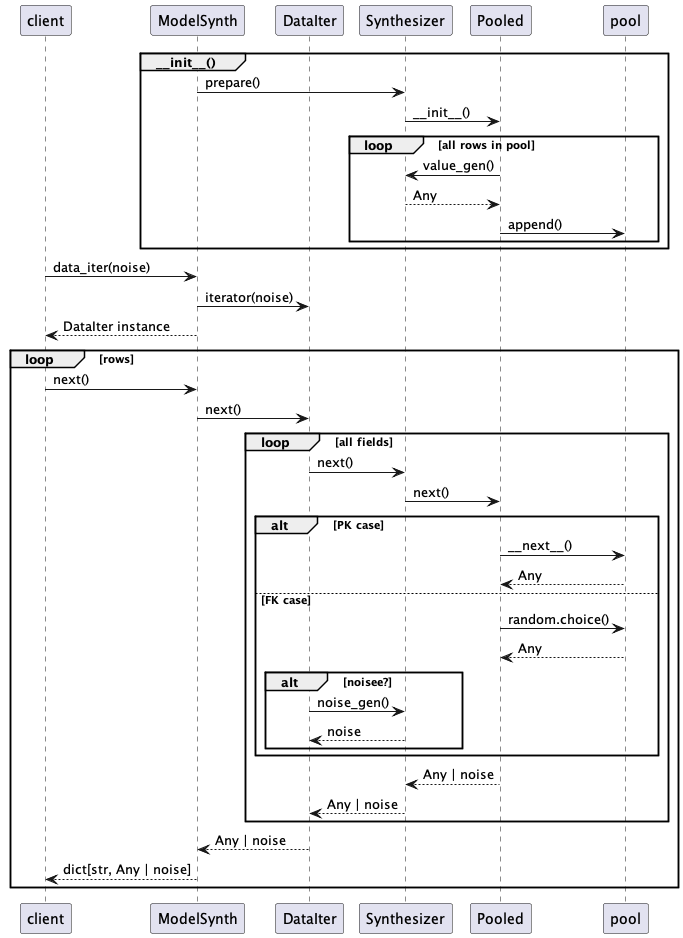 client ModelSynth DataIter Synthesizer Pooled pool
__init__()
prepare()
__init__()
loop [all rows in pool]
value_gen()
Any
append()
data_iter(noise)
iterator(noise)
DataIter instance
loop [rows]
next()
next()
loop [all fields]
next()
next()
alt [PK case]
__next__()
Any
[FK case]
random.choice()
Any
alt [noisee?]
noise_gen()
noise
Any | noise
Any | noise
Any | noise
dict[str, Any | noise]
client ModelSynth DataIter Synthesizer Pooled pool